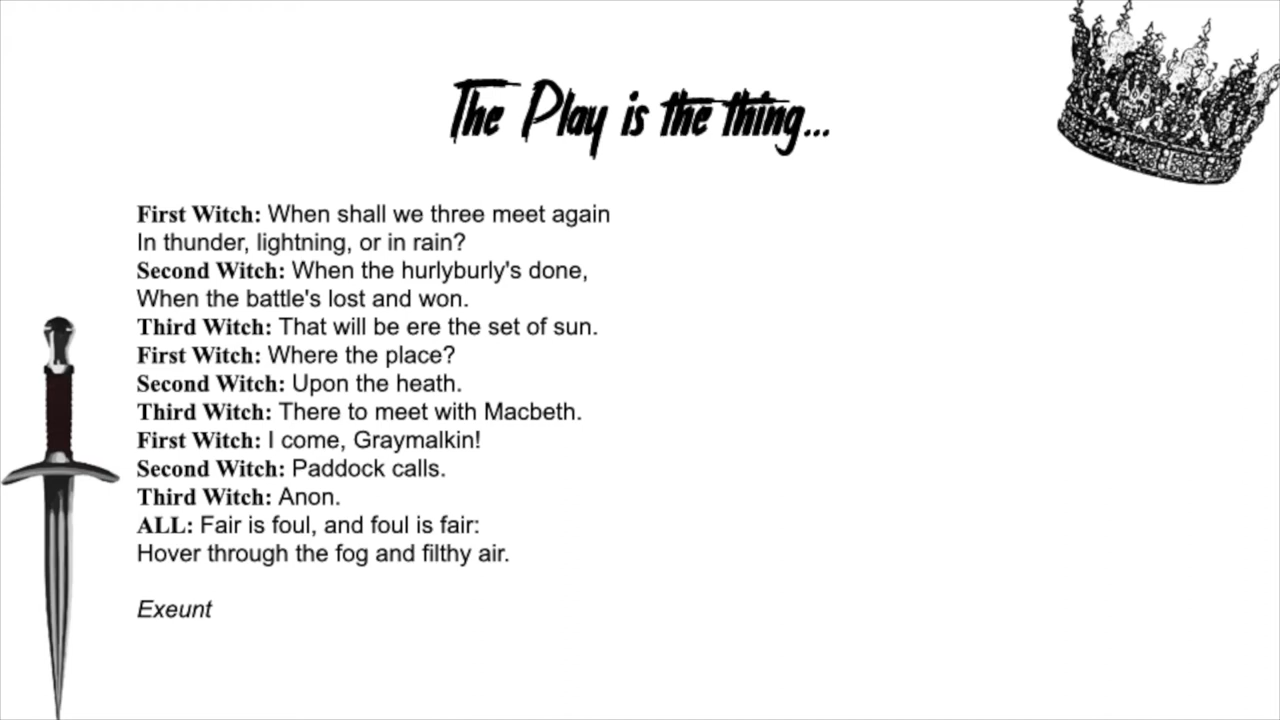 The Play is the thing...
First Witch: When shall we three meet again
In thunder, lightning, or in rain?
Second Witch: When the hurlyburly's done,
When the battle's lost and won.
Third Witch: That will be ere the set of sun.
First Witch: Where the place?
Second Witch: Upon the heath.
Third Witch: There to meet with Macbeth.
First Witch: I come, Graymalkin!
Second Witch: Paddock calls.
Third Witch: Anon.
ALL: Fair is foul, and foul is fair:
Hover through the fog and filthy air.
Exeunt